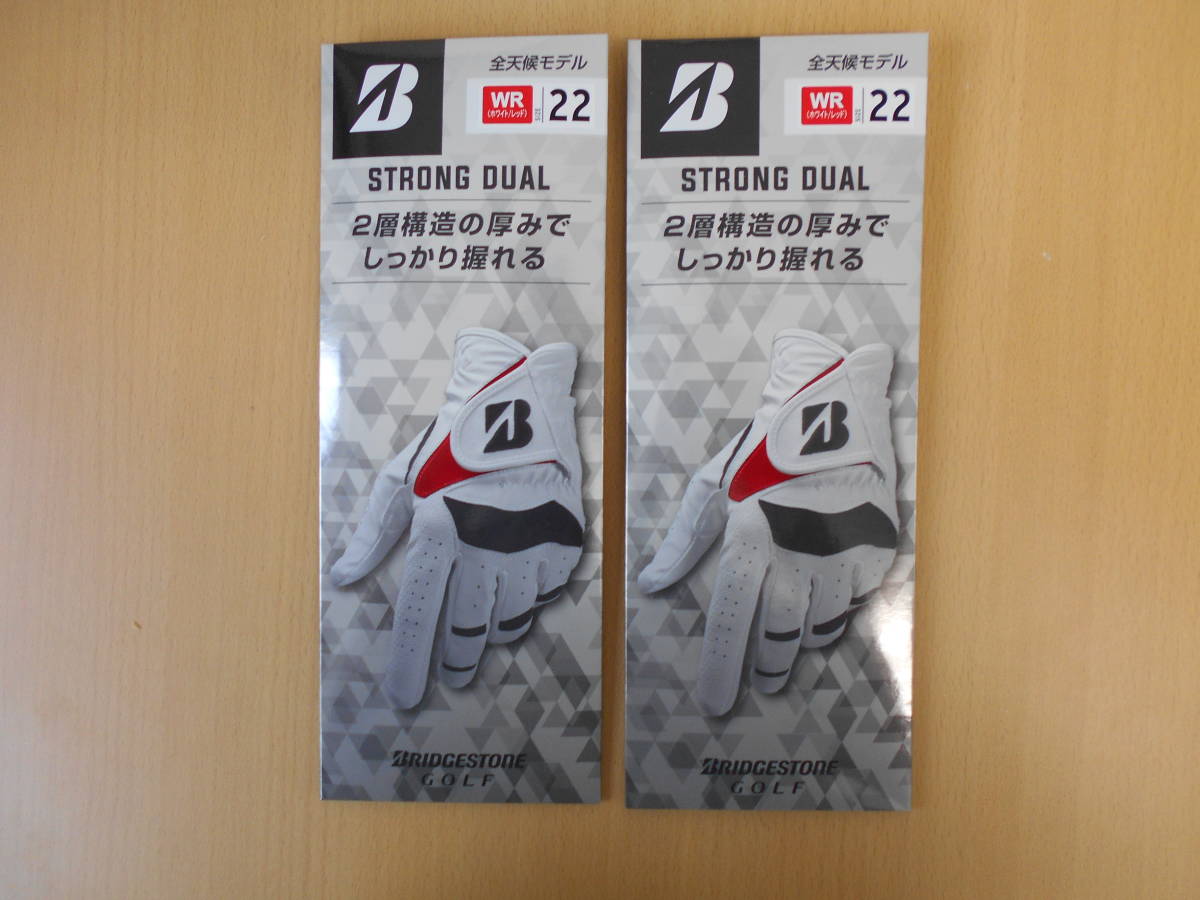 全天候モデル
WR
(ホワイト/レッド)
SIZE
22
STRONG DUAL
2層構造の厚みで
しっかり握れる
B
BRIDGESTONE
GOLF
全天候モデル
WR
(ホワイト/レッド)
SIZE
22
STRONG DUAL
2層構造の厚みで
しっかり握れる
B
BRIDGESTONE
GOLF